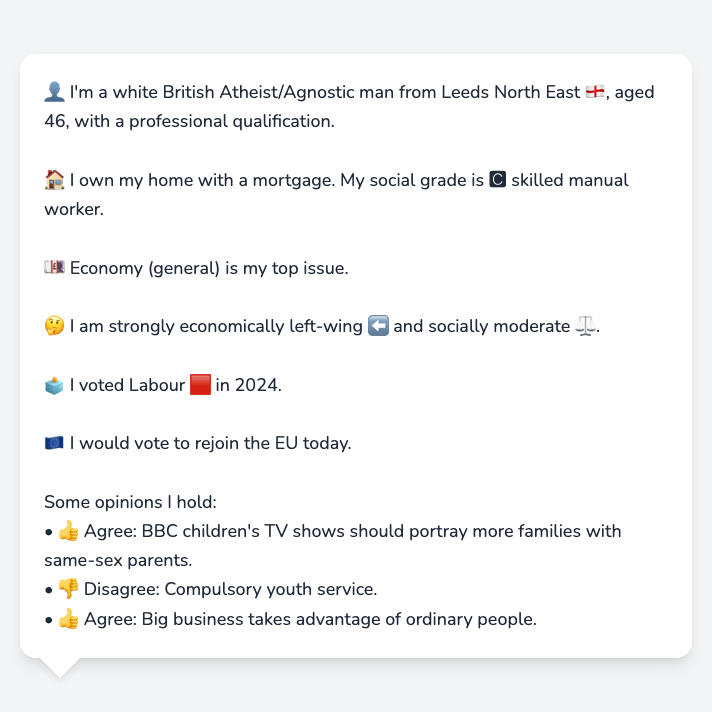 👤 I'm a white British Atheist/Agnostic man from Leeds North East 🏴󠁧󠁢󠁥󠁮󠁧󠁿, aged
46, with a professional qualification.
🏠 I own my home with a mortgage. My social grade is 🅲 skilled manual
worker.
💷 Economy (general) is my top issue.
🤔 I am strongly economically left-wing ⬅️ and socially moderate ⚖️.
🗳️ I voted Labour 🟥 in 2024.
🇪🇺 I would vote to rejoin the EU today.
Some opinions I hold:
• 👍 Agree: BBC children's TV shows should portray more families with
same-sex parents.
• 👎 Disagree: Compulsory youth service.
• 👍 Agree: Big business takes advantage of ordinary people.